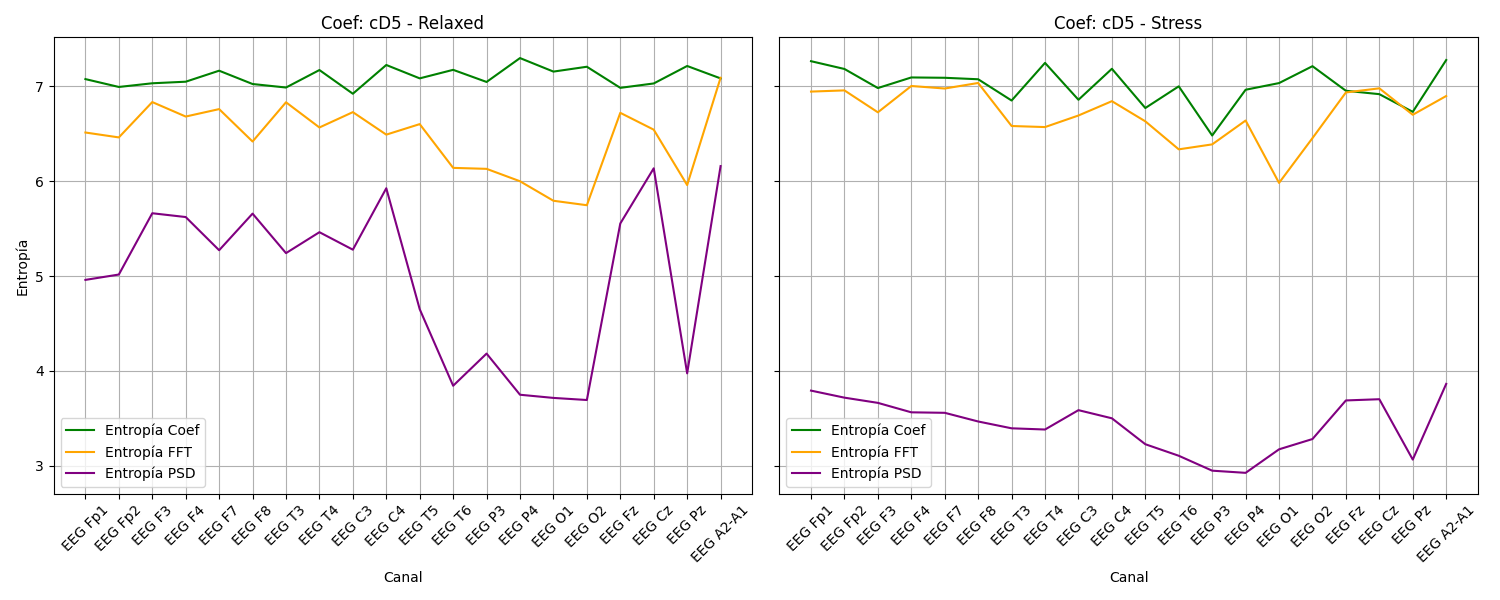 Coef: cD5 - Relaxed
Entropía
7
6
5
4
3
Entropía Coef
Entropía FFT
Entropía PSD
EEG Fp1
EEG Fp2
EEG F3
EEG F4
EEG F7
EEG F8
EEG T3
EEG T4
EEG C3
EEG C4
EEG T5
EEG T6
EEG P3
EEG P4
EEG O1
EEG O2
EEG Fz
EEG Cz
EEG Pz
EEG A2-A1
Canal
Coef: cD5 - Stress
Entropía Coef
Entropía FFT
Entropía PSD
EEG Fp1
EEG Fp2
EEG F3
EEG F4
EEG F7
EEG F8
EEG T3
EEG T4
EEG C3
EEG C4
EEG T5
EEG T6
EEG P3
EEG P4
EEG O1
EEG O2
EEG Fz
EEG Cz
EEG Pz
EEG A2-A1
Canal